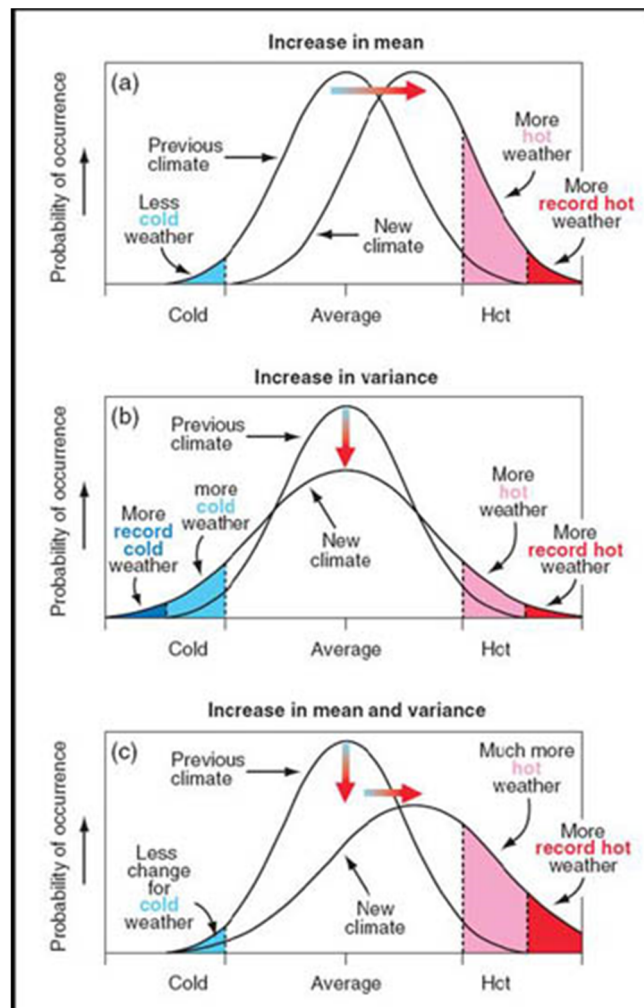 Increase in mean
(a)
Probability of occurrence
Previous
climate
Less
cold
weather
New
climate
More
hot
weather
More
record hot
weather
Cold
Average
Hct
Increase in variance
(b)
Probability of occurrence
Previous
climate
more
cold
weather
More
record
cold
weather
New
climate
More
hot
weather
More
record hot
weather
Cold
Average
Hct
Increase in mean and variance
(c)
Probability of occurrence
Previous
climate
Less
change
for
cold
weather
New
climate
Much more
hot
weather
More
record hot
weather
Cold
Average
Hct